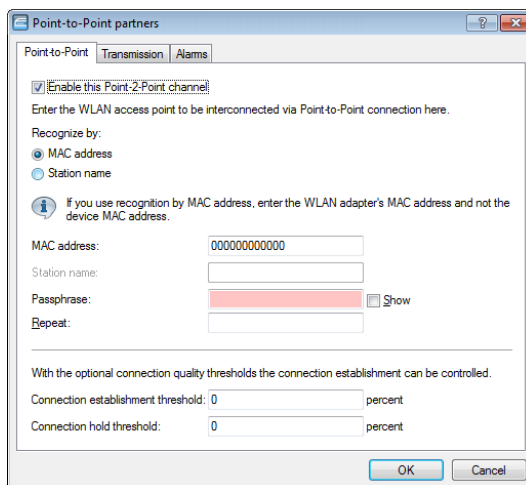 Point-to-Point partners
Point-to-Point Transmission Alarms
Enable this Point-2-Point channel
Enter the WLAN access point to be interconnected via Point-to-Point connection here.
Recognize by:
MAC address
Station name
If you use recognition by MAC address, enter the WLAN adapter's MAC address and not the
device MAC address.
MAC address: 000000000000
Station name:
Passphrase: Show
Repeat:
With the optional connection quality thresholds the connection establishment can be controlled.
Connection establishment threshold: 0 percent
Connection hold threshold: 0 percent
OK Cancel